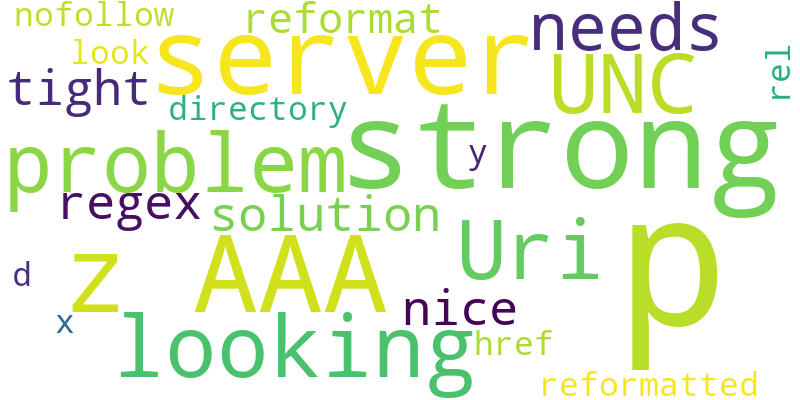 nofollow
reformat
needs
look
server
UNC
rel
tight
directory
strong
problem
y
regex
solution
Uri
p
z
AAA
d
x
nice
looking
href
reformatted